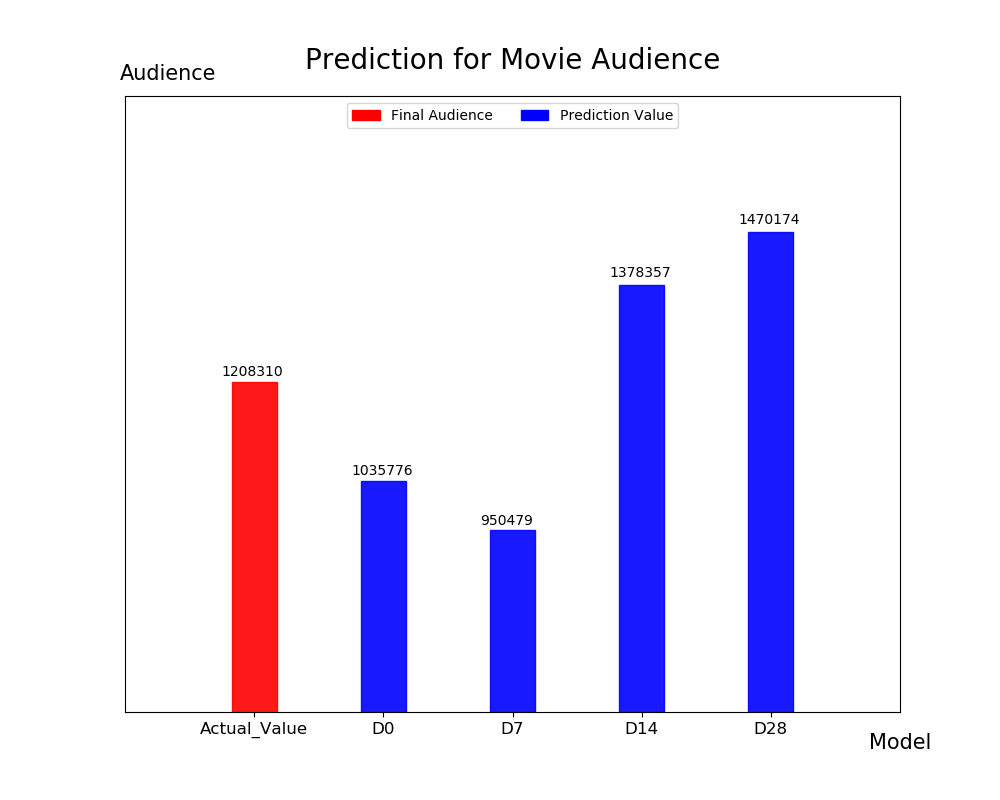 Prediction for Movie Audience
Audience
Final Audience
Prediction Value
1470174
1378357
1208310
1035776
950479
Actual_Value
D0
D7
D14
D28
Model